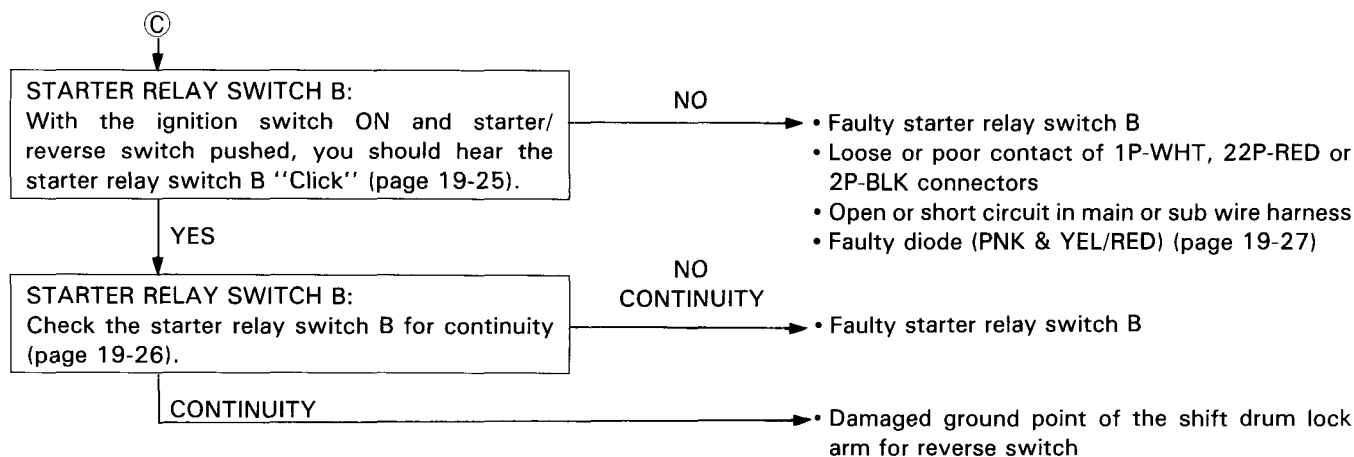 Ⓒ
STARTER RELAY SWITCH B:
With the ignition switch ON and starter/
reverse switch pushed, you should hear the
starter relay switch B "Click" (page 19-25).
NO
• Faulty starter relay switch B
• Loose or poor contact of 1P-WHT, 22P-RED or
2P-BLK connectors
• Open or short circuit in main or sub wire harness
• Faulty diode (PNK & YEL/RED) (page 19-27)
YES
STARTER RELAY SWITCH B:
Check the starter relay switch B for continuity
(page 19-26).
NO
CONTINUITY
• Faulty starter relay switch B
CONTINUITY
• Damaged ground point of the shift drum lock
arm for reverse switch